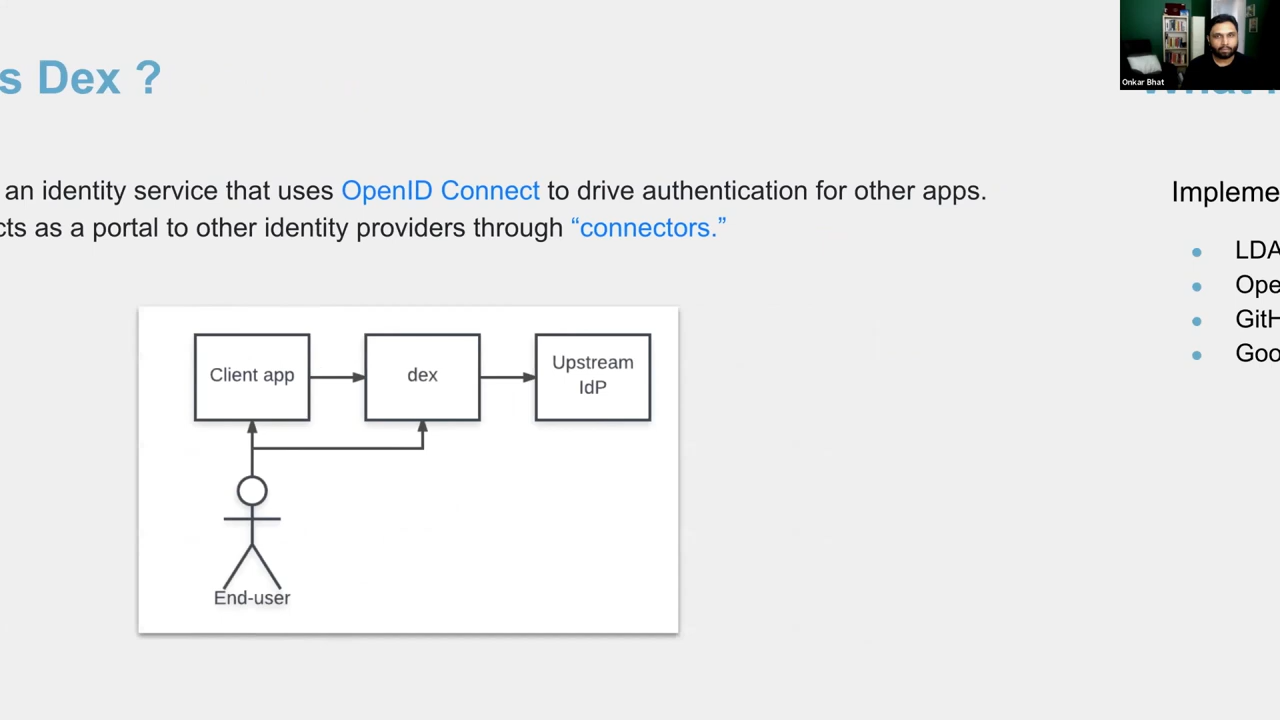 s Dex ?
an identity service that uses OpenID Connect to drive authentication for other apps.
cts as a portal to other identity providers through “connectors.”
Client app
dex
Upstream
IdP
End-user
Onkar Bhat
Impleme
LDA
Ope
GitH
Goo